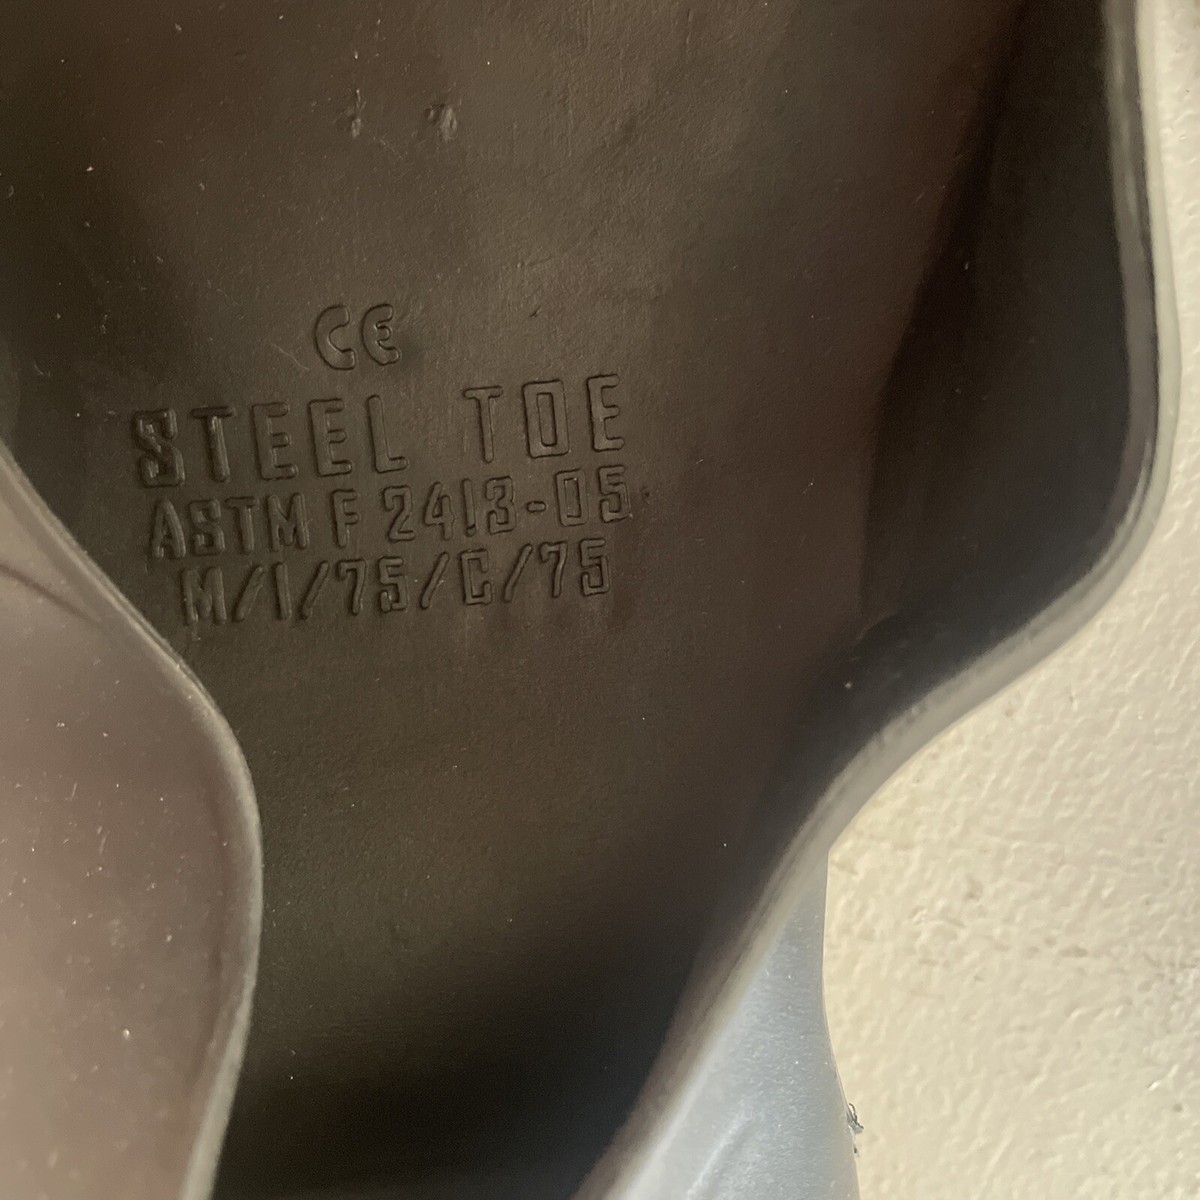 CE
STEEL TOE
ASTM F 2413-05
M/I/75/C/75